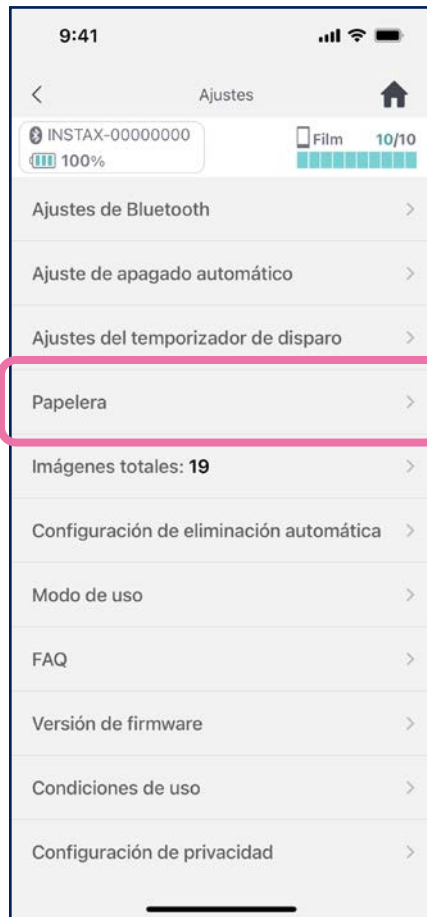 9:41
Ajustes
INSTAX-00000000
100%
Film 10/10
Ajustes de Bluetooth
Ajuste de apagado automático
Ajustes del temporizador de disparo
Papelera
Imágenes totales: 19
Configuración de eliminación automática
Modo de uso
FAQ
Versión de firmware
Condiciones de uso
Configuración de privacidad